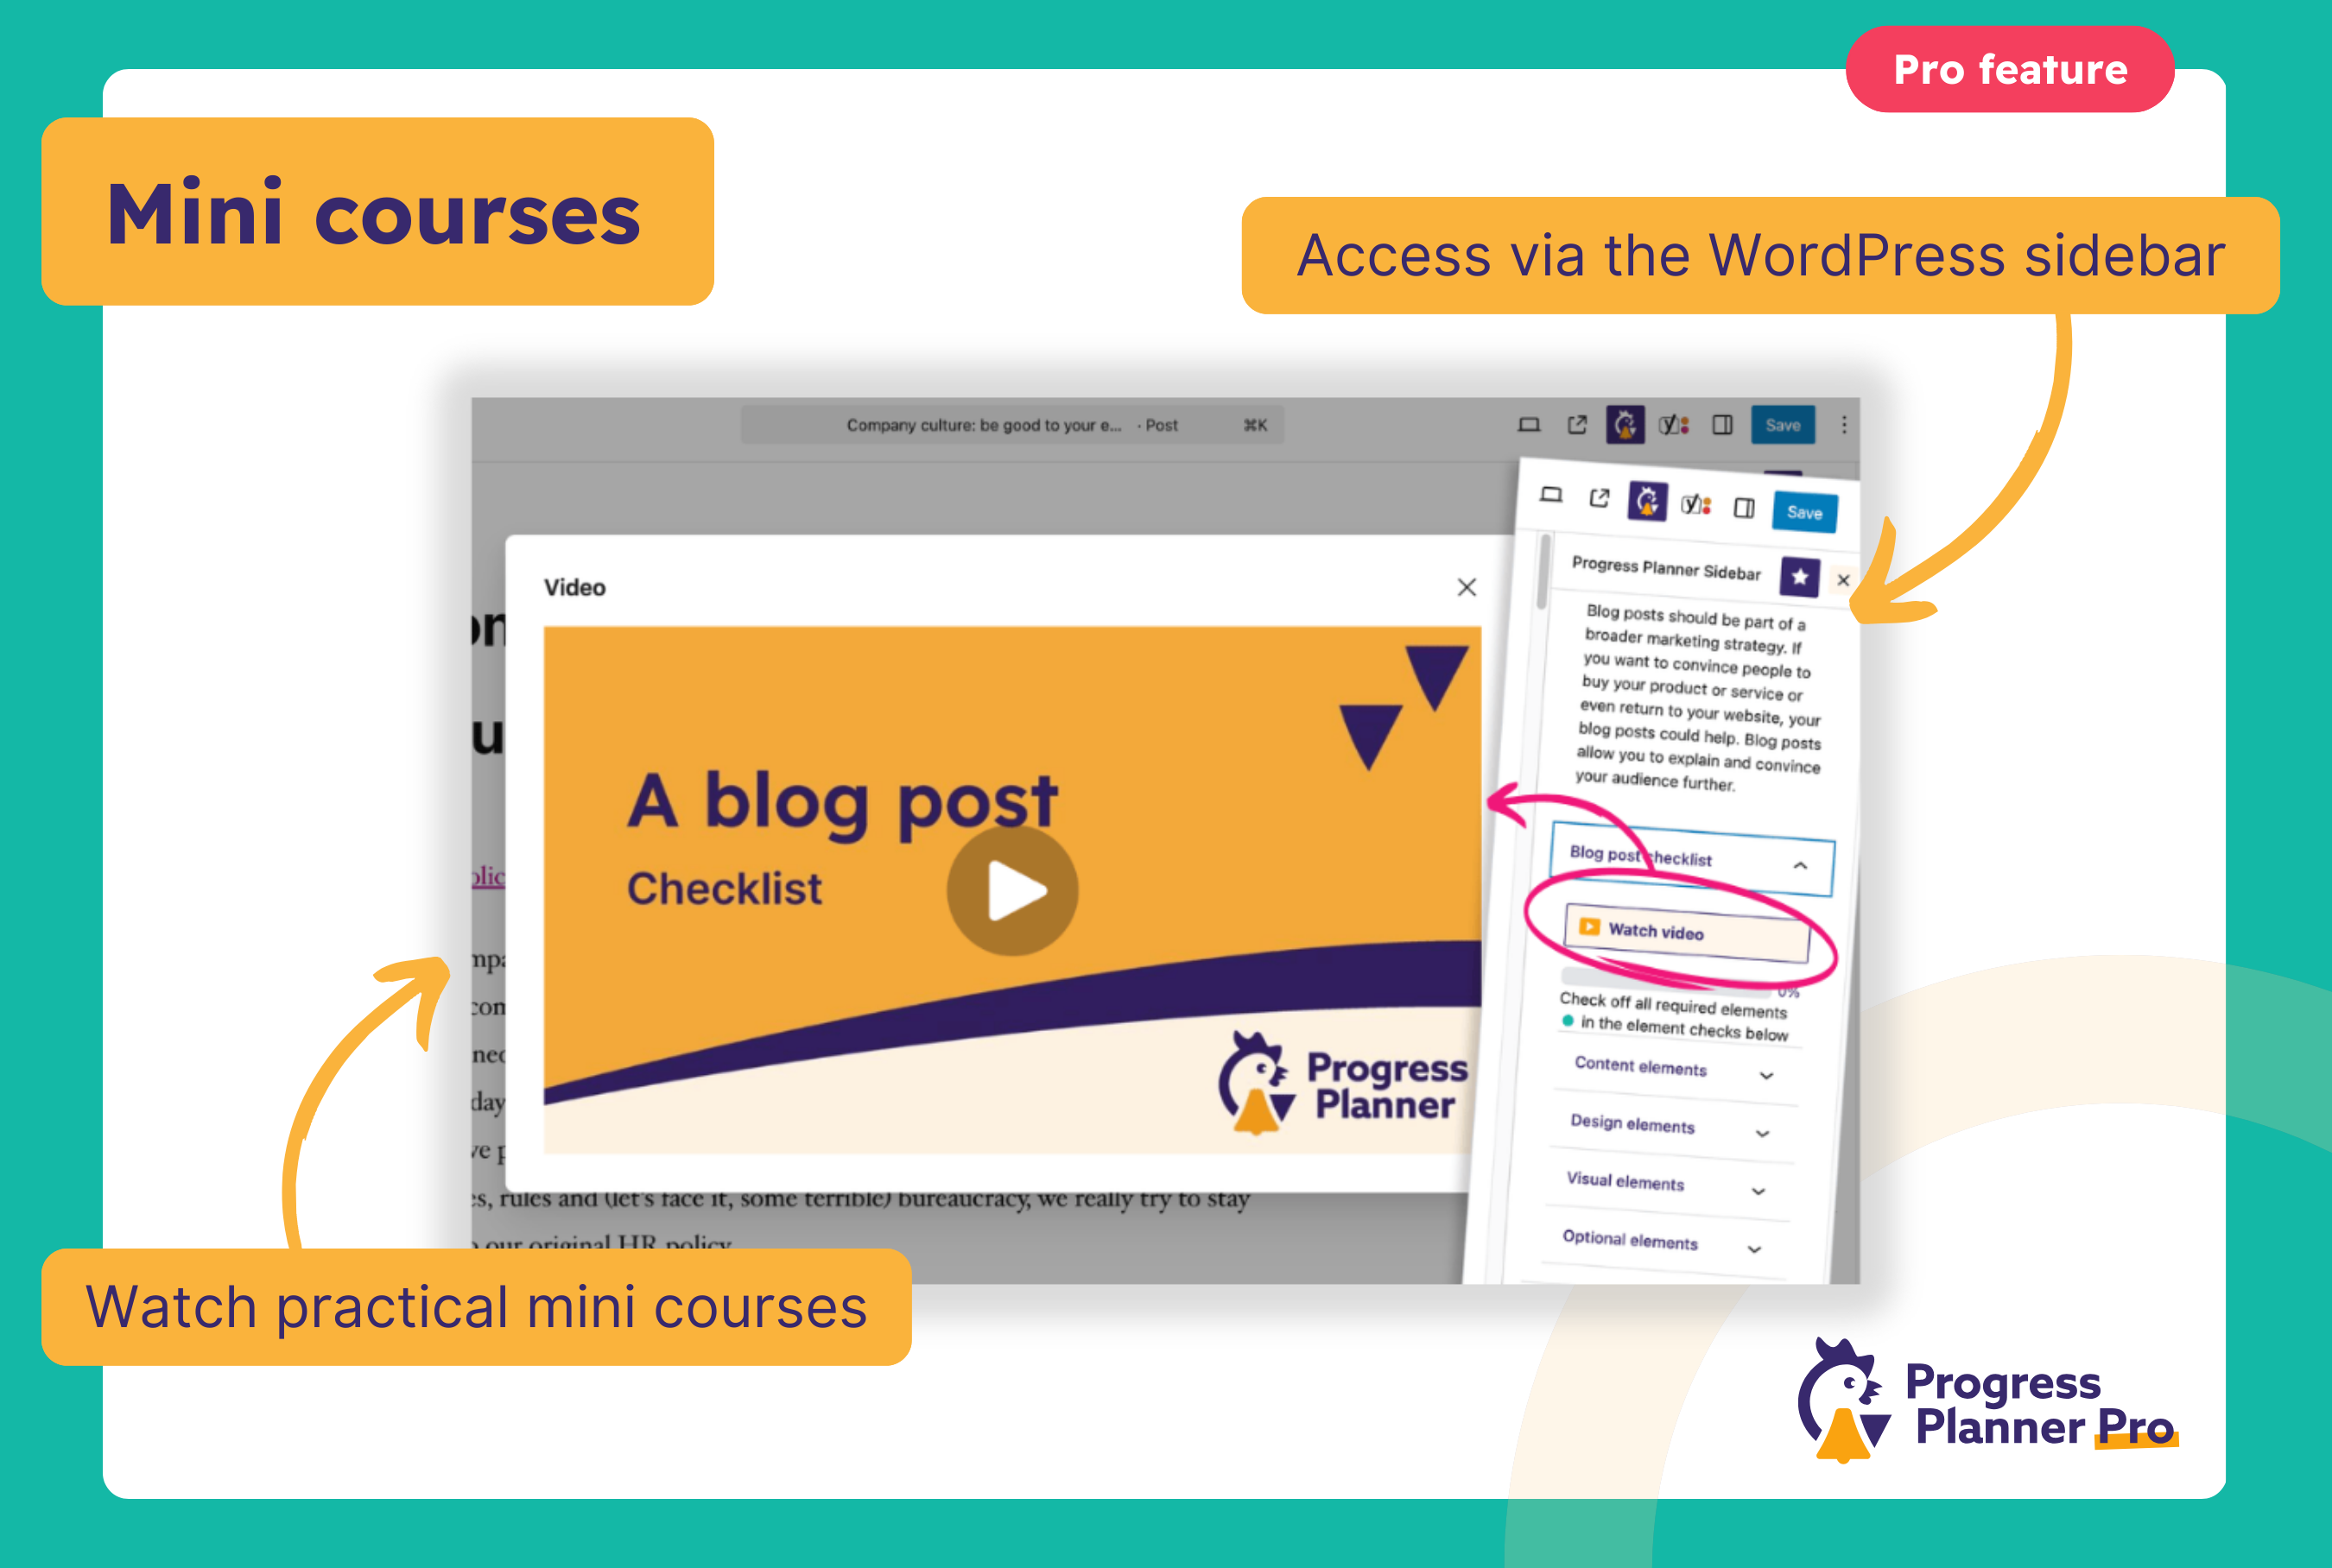 Pro feature
Mini courses
Access via the WordPress sidebar
Company culture: be good to your e... · Post ⌘K
Save
Save
Progress Planner Sidebar
Video
Blog posts should be part of a
broader marketing strategy. If
you want to convince people to
buy your product or service or
even return to your website, your
blog posts could help. Blog posts
allow you to explain and convince
your audience further.
A blog post
Checklist
Blog post checklist
Watch video
0%
Check off all required elements
in the element checks below
Content elements
Design elements
Visual elements
Optional elements
Progress
Planner
rules and (let's face it, some terrible) bureaucracy, we really try to stay
our original HR policy
Watch practical mini courses
Progress
Planner Pro